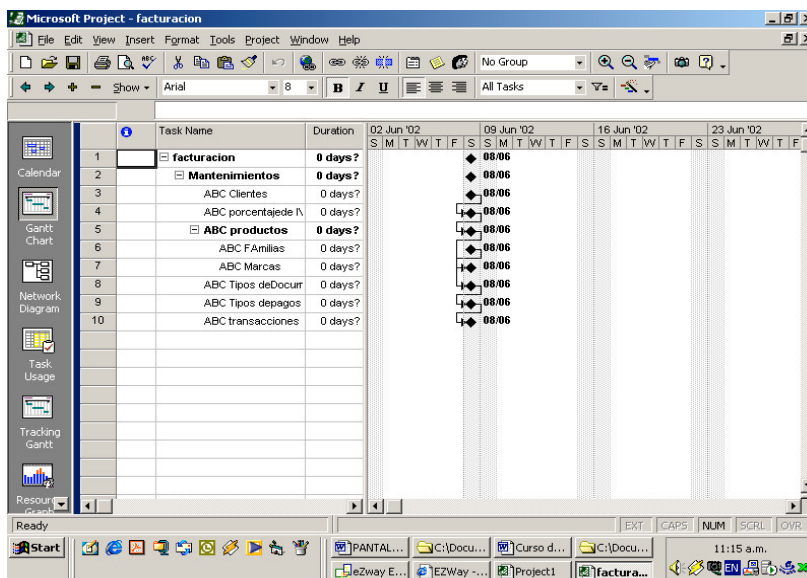 Microsoft Project - facturacion
File Edit View Insert Format Tools Project Window Help
No Group
Show Arial 8 B I U All Tasks
Task Name Duration 02 Jun '02 09 Jun '02 16 Jun '02 23 Jun '02
S M T W T F S S M T W T F S S M T W T F S S M T W T F
1 facturacion 0 days? 08/06
2 Mantenimientos 0 days? 08/06
3 ABC Clientes 0 days? 08/06
4 ABC porcentajede I\ 0 days? 08/06
5 ABC productos 0 days? 08/06
6 ABC FAmilias 0 days? 08/06
7 ABC Marcas 0 days? 08/06
8 ABC Tipos deDocum 0 days? 08/06
9 ABC Tipos depagos 0 days? 08/06
10 ABC transacciones 0 days? 08/06
Calendar
Gantt
Chart
Network
Diagram
Task
Usage
Tracking
Gantt
Resourc
Graph
Ready EXT CAPS NUM SCRL OVR
Start PANTAL... C:\Docu... Curso d... C:\Docu... 11:15 a.m.
eZway E... EZWay -... Project1 factura... EN